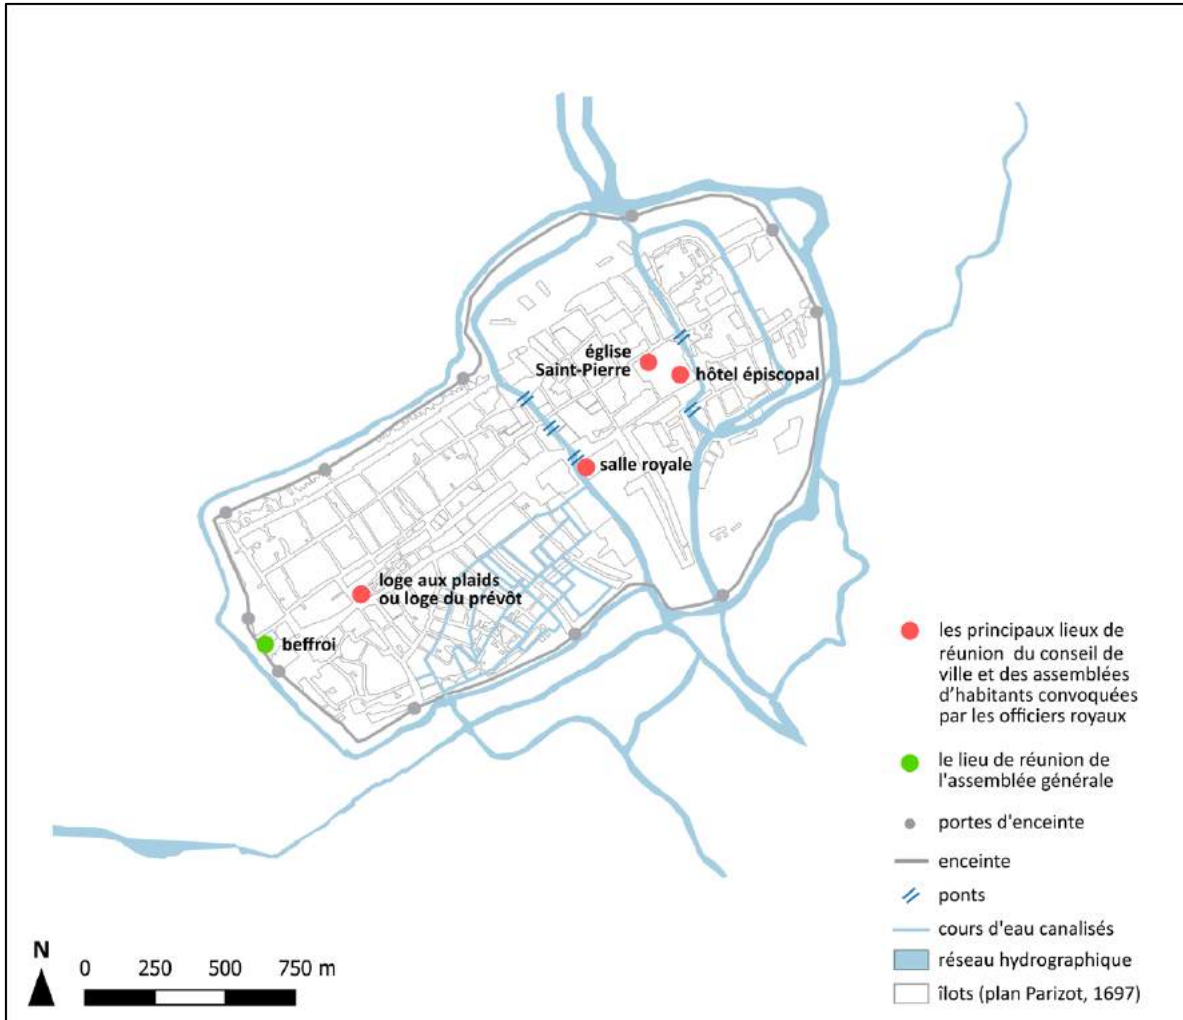 église
Saint-Pierre
hôtel épiscopal
salle royale
loge aux plaids
ou loge du prévôt
beffroi
les principaux lieux de
réunion du conseil de
ville et des assemblées
d'habitants convoquées
par les officiers royaux
le lieu de réunion de
l'assemblée générale
portes d'enceinte
enceinte
ponts
cours d'eau canalisés
réseau hydrographique
îlots (plan Parizot, 1697)
N
0 250 500 750 m